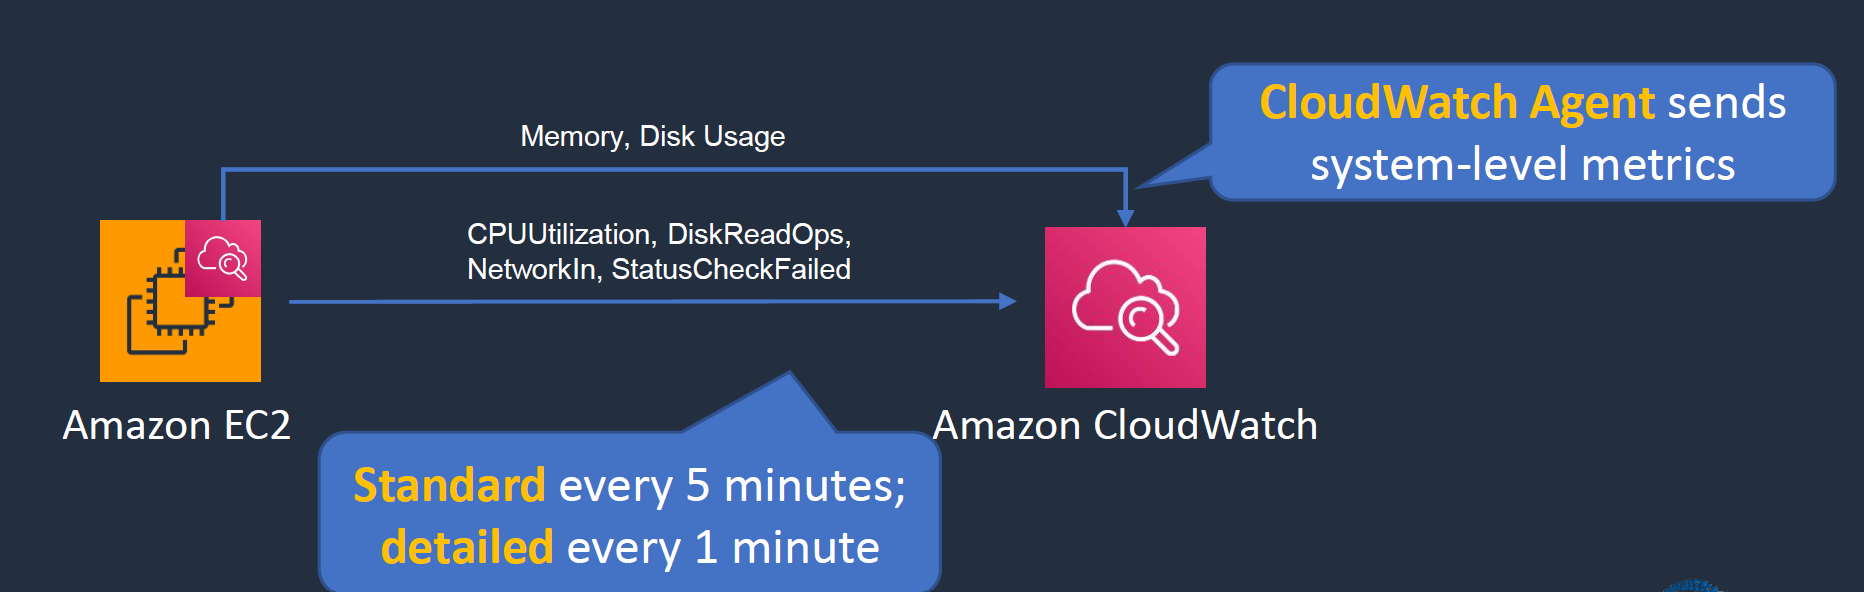 CloudWatch Agent sends
system-level metrics
Memory, Disk Usage
CPUUtilization, DiskReadOps,
NetworkIn, StatusCheckFailed
Amazon EC2
Amazon CloudWatch
Standard every 5 minutes;
detailed every 1 minute